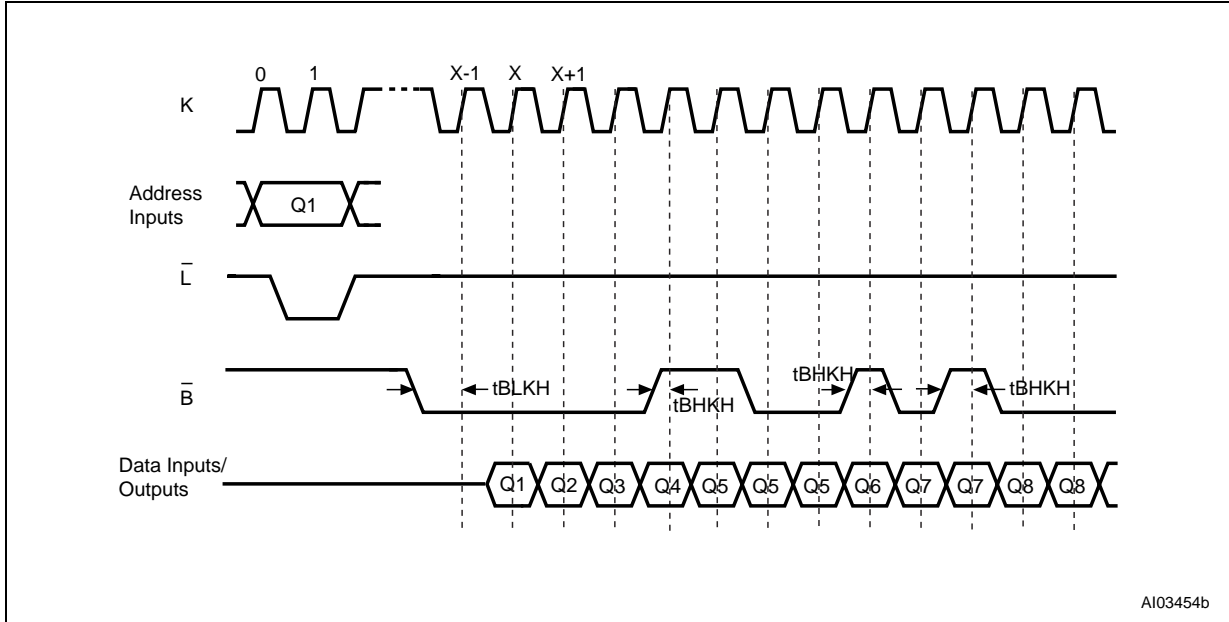 0 1 X-1 X X+1
K
Address
Inputs
Q1
L̅
B̅
tBLKH
tBHKH
tBHKH
tBHKH
Data Inputs/
Outputs
Q1 Q2 Q3 Q4 Q5 Q5 Q5 Q6 Q7 Q7 Q8 Q8
AI03454b